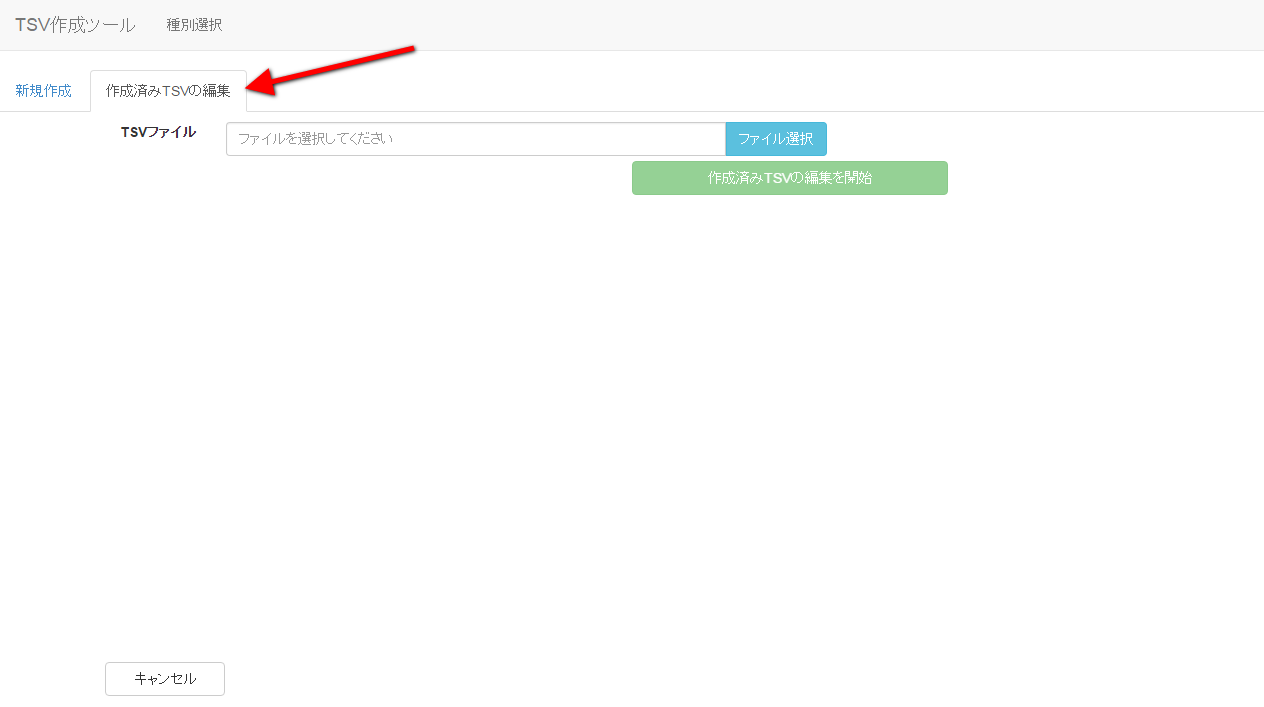 TSV作成ツール 種別選択
新規作成 作成済みTSVの編集
TSVファイル ファイルを選択してください ファイル選択
作成済みTSVの編集を開始
キャンセル